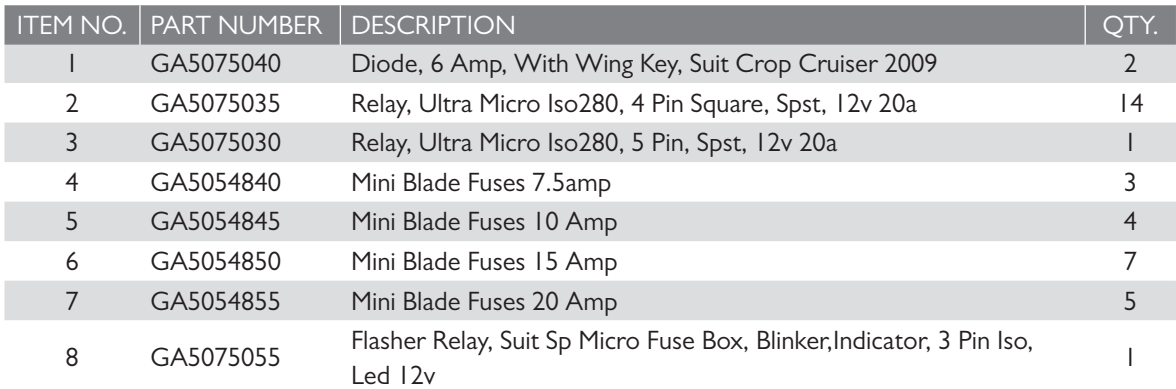 ITEM NO. PART NUMBER DESCRIPTION QTY.
1 GA5075040 Diode, 6 Amp, With Wing Key, Suit Crop Cruiser 2009 2
2 GA5075035 Relay, Ultra Micro Iso280, 4 Pin Square, Spst, 12v 20a 14
3 GA5075030 Relay, Ultra Micro Iso280, 5 Pin, Spst, 12v 20a 1
4 GA5054840 Mini Blade Fuses 7.5amp 3
5 GA5054845 Mini Blade Fuses 10 Amp 4
6 GA5054850 Mini Blade Fuses 15 Amp 7
7 GA5054855 Mini Blade Fuses 20 Amp 5
8 GA5075055 Flasher Relay, Suit Sp Micro Fuse Box, Blinker,Indicator, 3 Pin Iso, 1
Led 12v